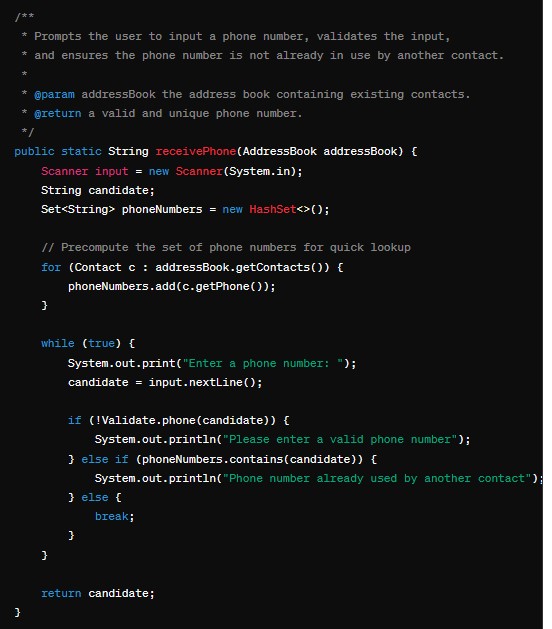 /**
 * Prompts the user to input a phone number, validates the input,
 * and ensures the phone number is not already in use by another contact.
 *
 * @param addressBook the address book containing existing contacts.
 * @return a valid and unique phone number.
 */
public static String receivePhone(AddressBook addressBook) {
    Scanner input = new Scanner(System.in);
    String candidate;
    Set<String> phoneNumbers = new HashSet<>();

    // Precompute the set of phone numbers for quick lookup
    for (Contact c : addressBook.getContacts()) {
        phoneNumbers.add(c.getPhone());
    }

    while (true) {
        System.out.print("Enter a phone number: ");
        candidate = input.nextLine();

        if (!Validate.phone(candidate)) {
            System.out.println("Please enter a valid phone number");
        } else if (phoneNumbers.contains(candidate)) {
            System.out.println("Phone number already used by another contact");
        } else {
            break;
        }
    }

    return candidate;
}